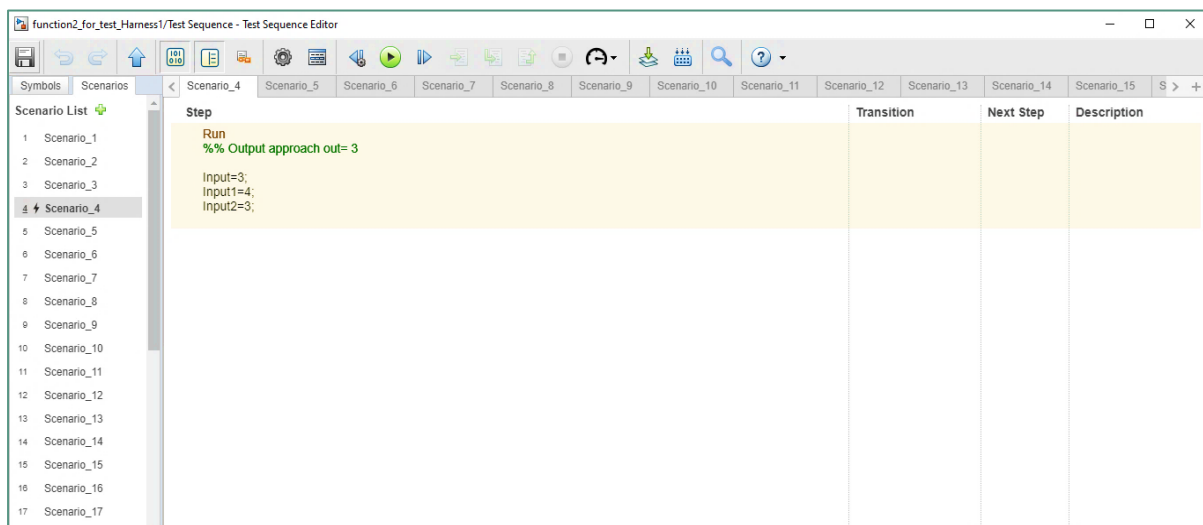 function2_for_test_Harness1/Test Sequence - Test Sequence Editor
Symbols Scenarios
Scenario_4 Scenario_5 Scenario_6 Scenario_7 Scenario_8 Scenario_9 Scenario_10 Scenario_11 Scenario_12 Scenario_13 Scenario_14 Scenario_15 S
Scenario List
Step Transition Next Step Description
1 Scenario_1
2 Scenario_2
3 Scenario_3
4 Scenario_4
5 Scenario_5
6 Scenario_6
7 Scenario_7
8 Scenario_8
9 Scenario_9
10 Scenario_10
11 Scenario_11
12 Scenario_12
13 Scenario_13
14 Scenario_14
15 Scenario_15
16 Scenario_16
17 Scenario_17
Run
%% Output approach out= 3
Input=3;
Input1=4;
Input2=3;